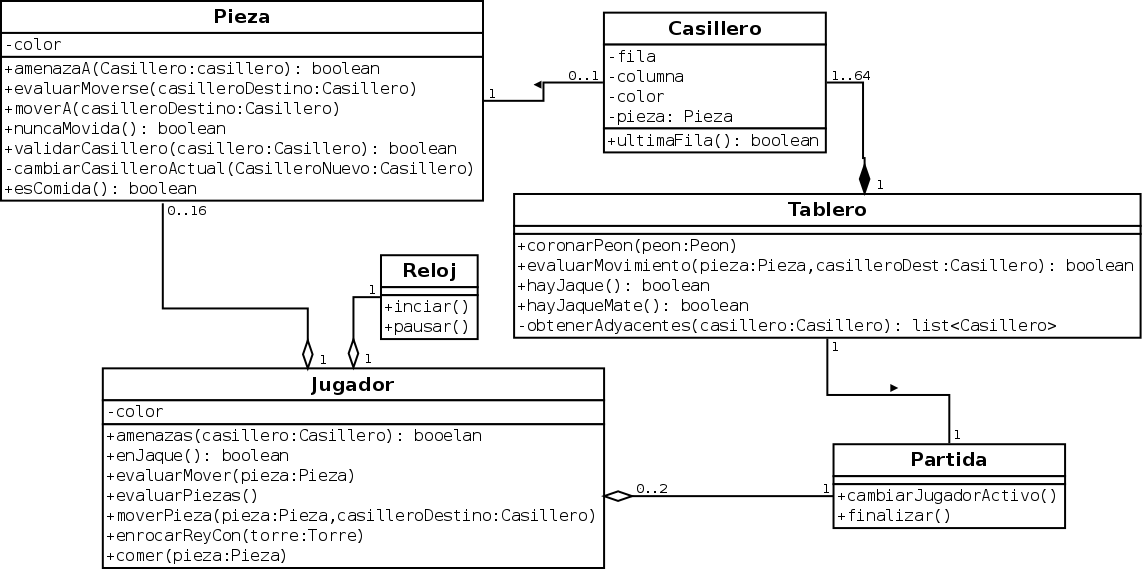 Pieza
-color
+amenazaA(Casillero:casillero): boolean
+evaluarMoverse(casilleroDestino:Casillero)
+moverA(casilleroDestino:Casillero)
+nuncaMovida(): boolean
+validarCasillero(casillero:Casillero): boolean
-cambiarCasilleroActual(CasilleroNuevo:Casillero)
+esComida(): boolean
1
0..1
0..16
Casillero
-fila
-columna
-color
-pieza: Pieza
+ultimaFila(): boolean
1..64
1
Tablero
+coronarPeon(peon:Peon)
+evaluarMovimiento(pieza:Pieza,casilleroDest:Casillero): boolean
+hayJaque(): boolean
+hayJaqueMate(): boolean
-obtenerAdyacentes(casillero:Casillero): list<Casillero>
1
1
Reloj
+inciar()
+pausar()
1
1
1
Jugador
-color
+amenazas(casillero:Casillero): booelan
+enJaque(): boolean
+evaluarMover(pieza:Pieza)
+evaluarPiezas()
+moverPieza(pieza:Pieza,casilleroDestino:Casillero)
+enrocarReyCon(torre:Torre)
+comer(pieza:Pieza)
0..2
1
Partida
+cambiarJugadorActivo()
+finalizar()